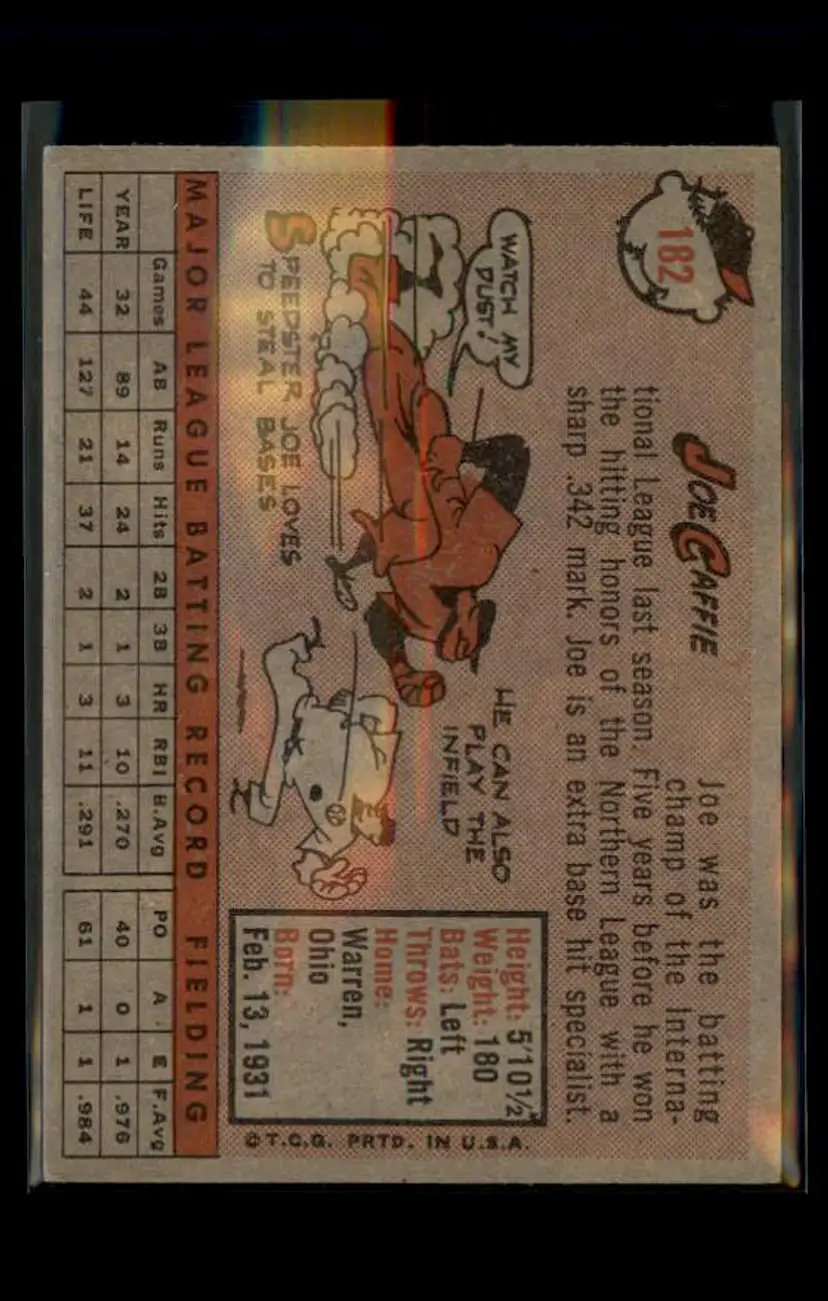 182
JOE CAFFIE
Joe was the batting
champ of the Interna-
tional League last season. Five years before he won
the hitting honors of the Northern League with a
sharp .342 mark. Joe is an extra base hit specialist.
WATCH MY
DUST!
SPEEDSTER JOE LOVES
TO STEAL BASES
HE CAN ALSO
PLAY THE
INFIELD
Height: 5'10½"
Weight: 180
Bats: Left
Throws: Right
Home:
Warren,
Ohio
Born:
Feb. 13, 1931
©T.C.G. PRTD. IN U.S.A.
MAJOR LEAGUE BATTING RECORD FIELDING
Games AB Runs Hits 2B 3B HR RBI B.Avg PO A E F.Avg
YEAR 32 89 14 24 2 1 3 10 .270 40 0 1 .976
LIFE 44 127 21 37 2 1 3 11 .291 61 1 1 .984